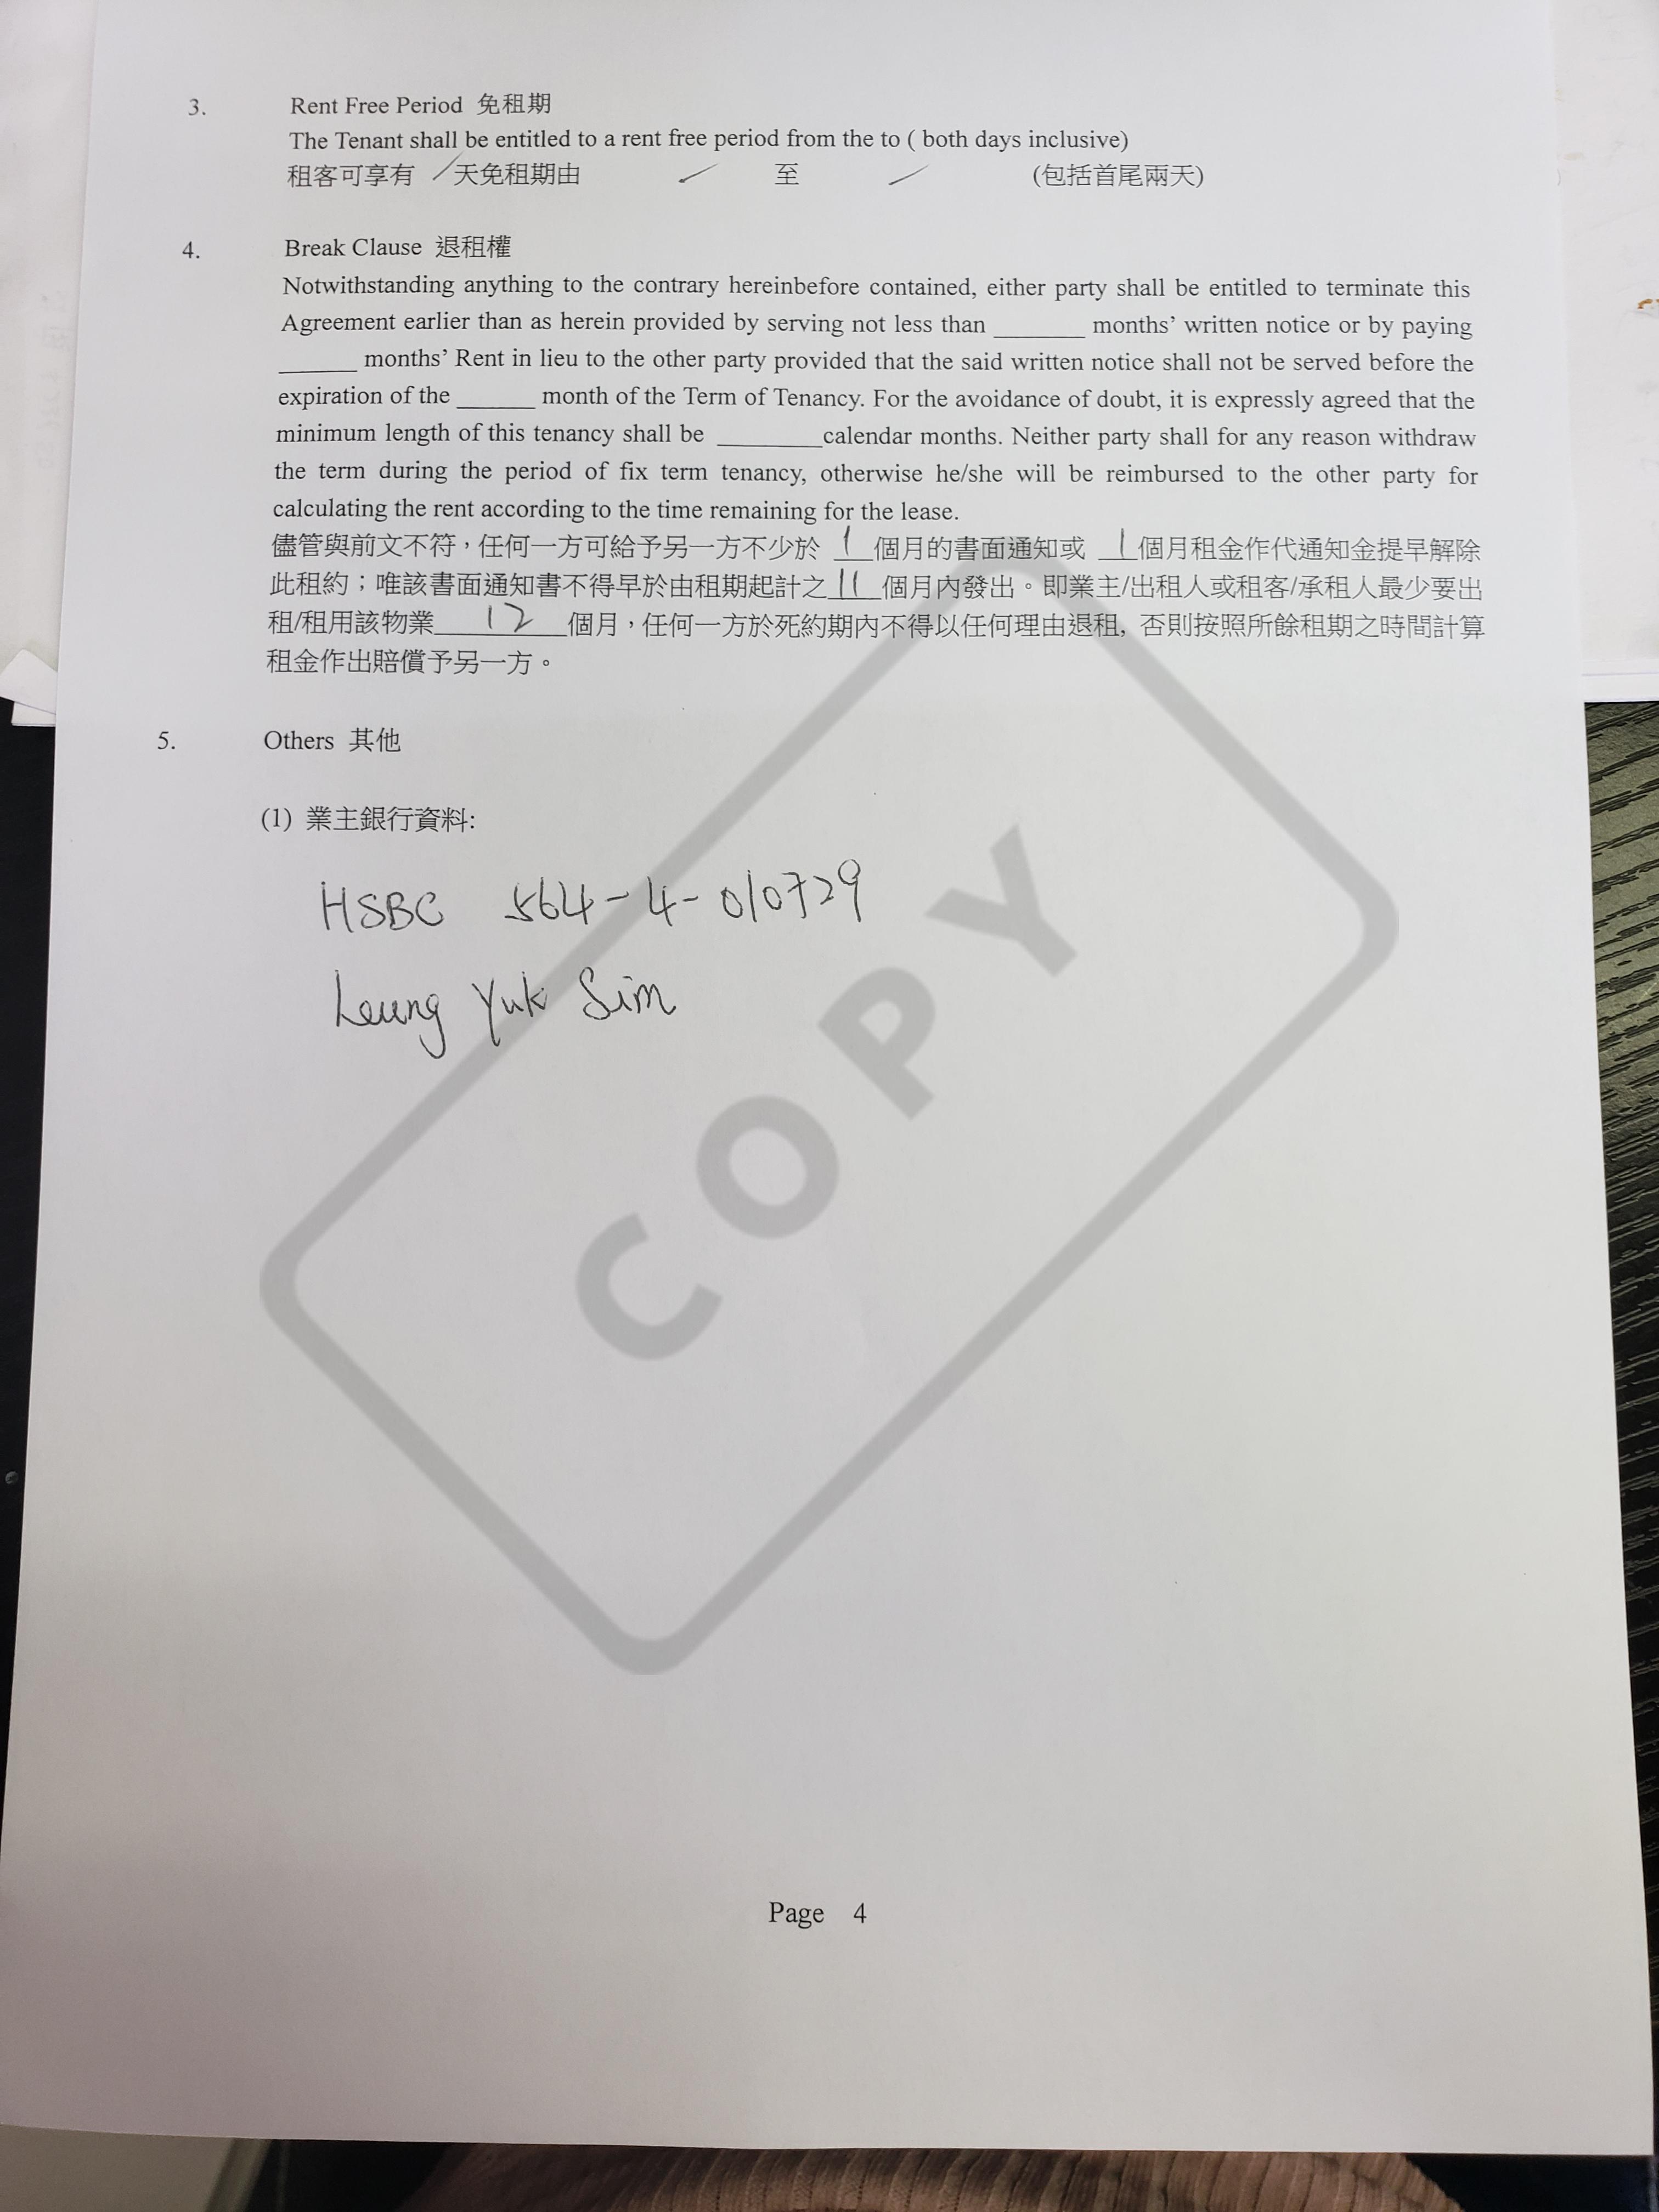 3. Rent Free Period 免租期
The Tenant shall be entitled to a rent free period from the to ( both days inclusive)
租客可享有 / 天免租期由 / 至 / (包括首尾兩天)
4. Break Clause 退租權
Notwithstanding anything to the contrary hereinbefore contained, either party shall be entitled to terminate this
Agreement earlier than as herein provided by serving not less than _______ months’ written notice or by paying
______ months’ Rent in lieu to the other party provided that the said written notice shall not be served before the
expiration of the ______ month of the Term of Tenancy. For the avoidance of doubt, it is expressly agreed that the
minimum length of this tenancy shall be ________calendar months. Neither party shall for any reason withdraw
the term during the period of fix term tenancy, otherwise he/she will be reimbursed to the other party for
calculating the rent according to the time remaining for the lease.
儘管與前文不符，任何一方可給予另一方不少於 1 個月的書面通知或 1 個月租金作代通知金提早解除
此租約；唯該書面通知書不得早於由租期起計之 11 個月內發出。即業主/出租人或租客/承租人最少要出
租/租用該物業 12 個月，任何一方於死約期內不得以任何理由退租, 否則按照所餘租期之時間計算
租金作出賠償予另一方。
5. Others 其他
(1) 業主銀行資料:
HSBC 564-4-010729
Leung Yuk Sim
COPY
Page 4